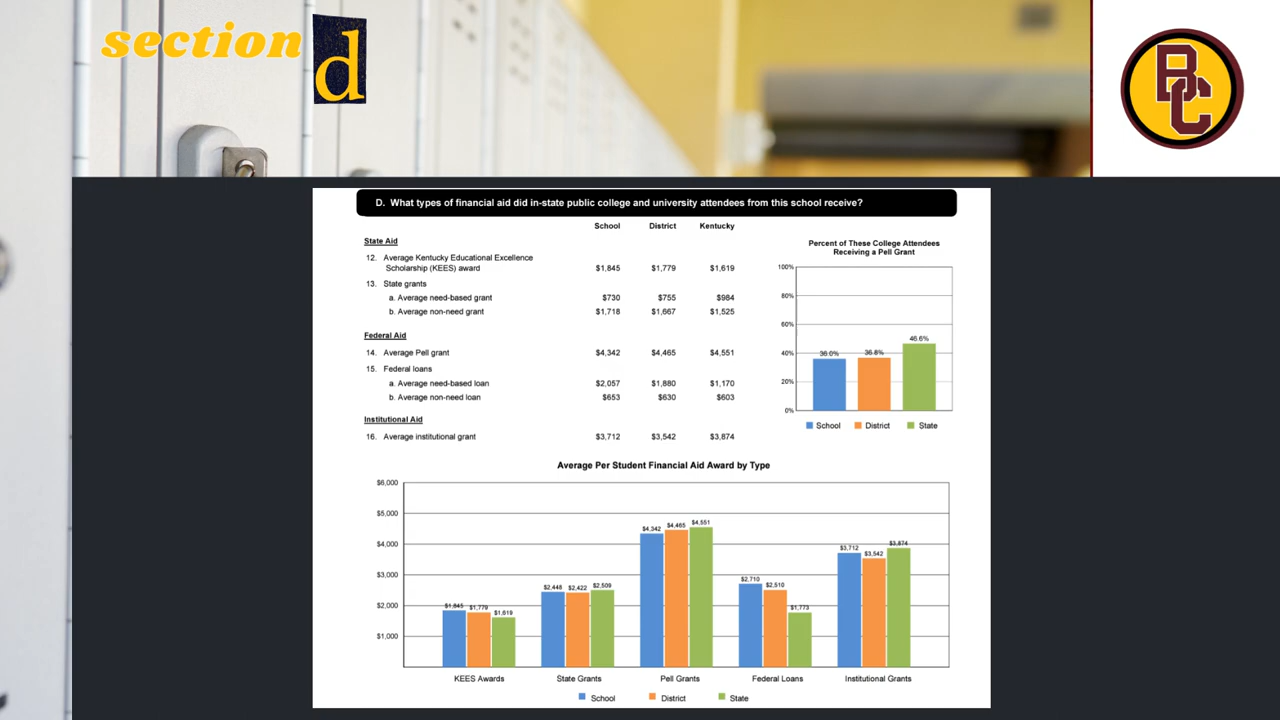 section d
BC
D. What types of financial aid did in-state public college and university attendees from this school receive?
School District Kentucky
State Aid
12. Average Kentucky Educational Excellence
Scholarship (KEES) award $1,845 $1,779 $1,619
13. State grants
a. Average need-based grant $730 $755 $984
b. Average non-need grant $1,718 $1,667 $1,525
Federal Aid
14. Average Pell grant $4,342 $4,465 $4,551
15. Federal loans
a. Average need-based loan $2,057 $1,880 $1,170
b. Average non-need loan $653 $630 $603
Institutional Aid
16. Average institutional grant $3,712 $3,542 $3,874
Percent of These College Attendees
Receiving a Pell Grant
100%
80%
60%
46.6%
40% 36.0% 36.8%
20%
0%
School District State
Average Per Student Financial Aid Award by Type
$6,000
$5,000
$4,342 $4,465 $4,551
$4,000
$3,712 $3,542 $3,874
$3,000
$2,448 $2,422 $2,509 $2,710 $2,510
$2,000
$1,845 $1,779 $1,619 $1,773
$1,000
KEES Awards State Grants Pell Grants Federal Loans Institutional Grants
School District State